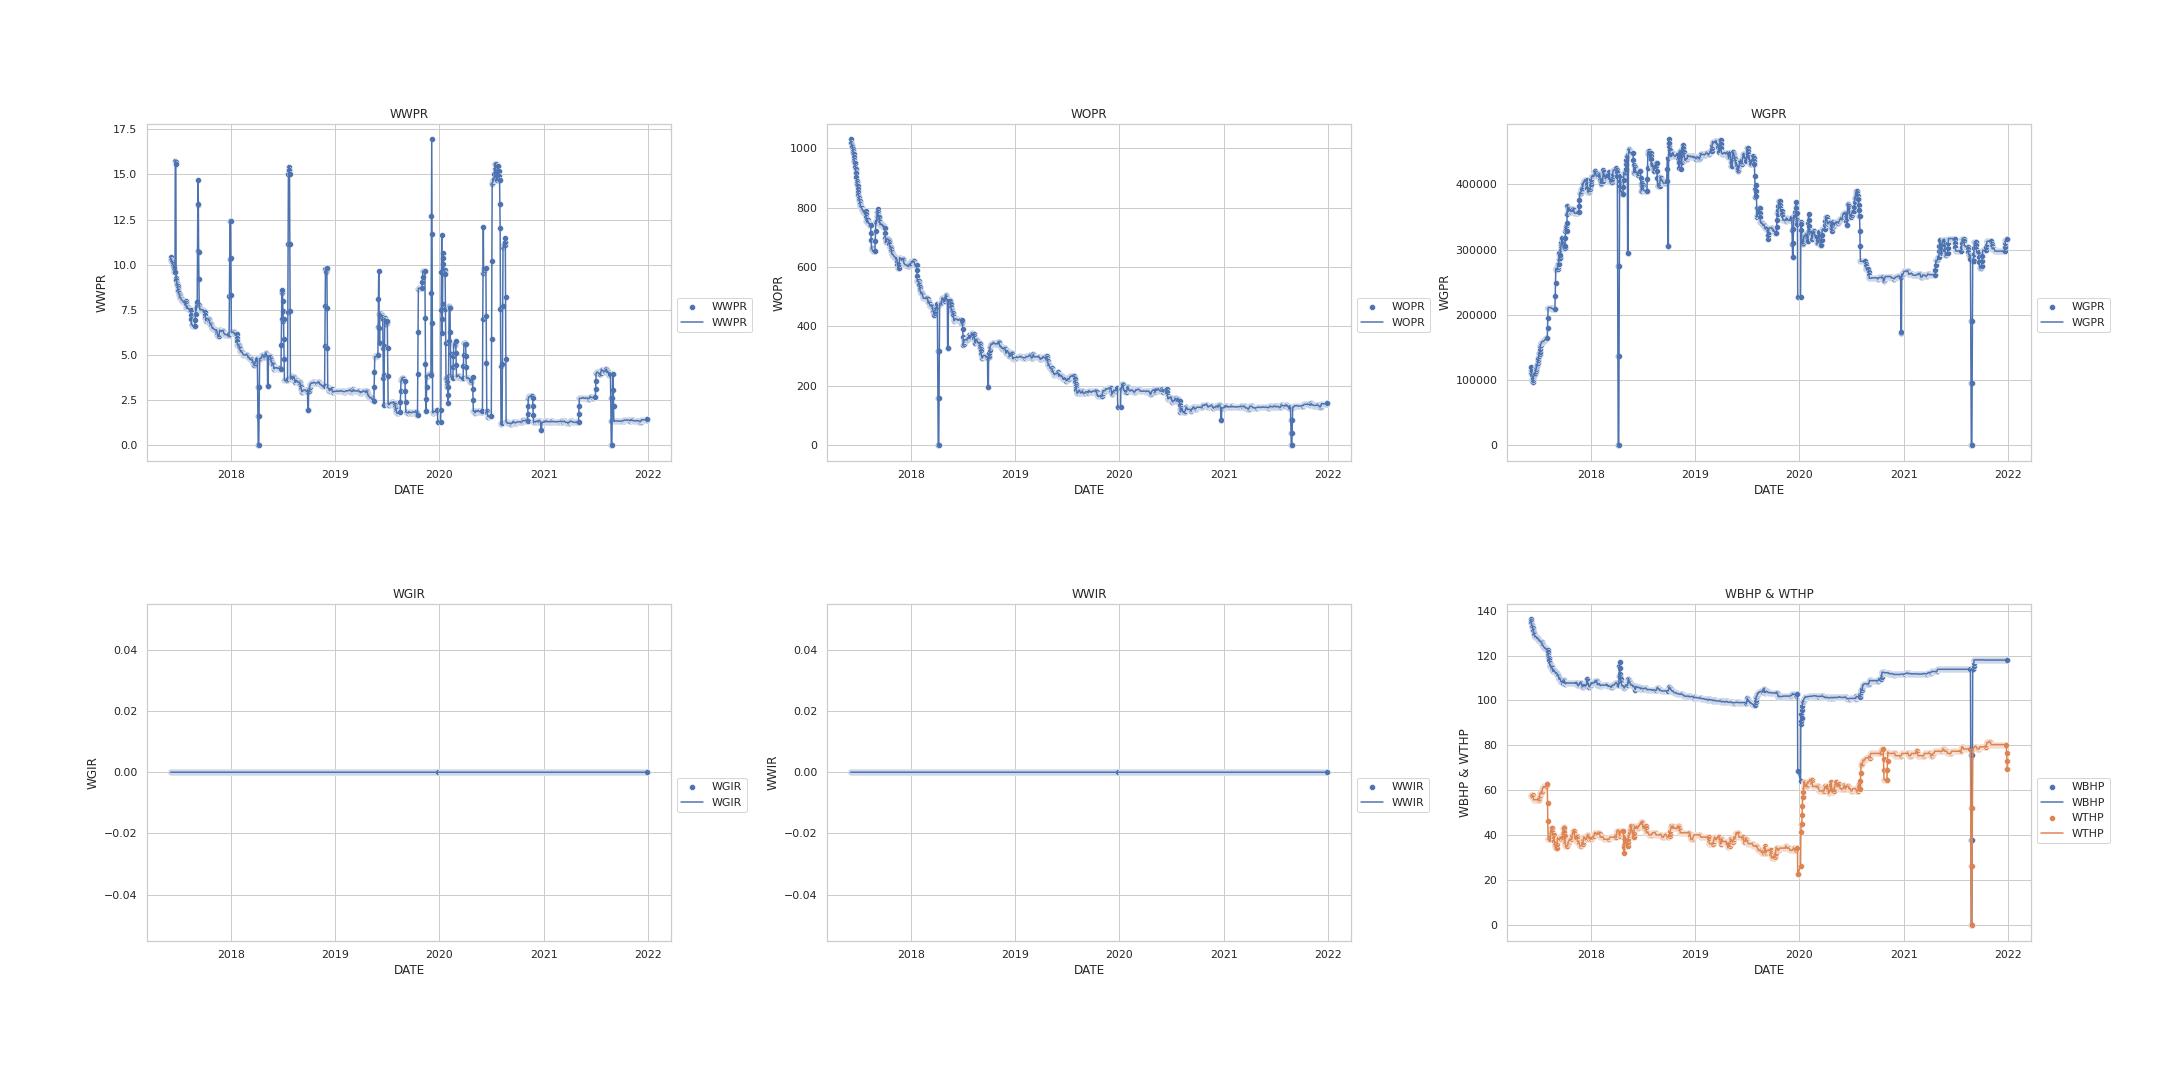 WWPR
17.5
15.0
12.5
10.0
7.5
5.0
2.5
0.0
WWPR
2018 2019 2020 2021 2022
DATE
WWPR
WWPR
WOPR
1000
800
600
400
200
0
WOPR
2018 2019 2020 2021 2022
DATE
WOPR
WOPR
WGPR
400000
300000
200000
100000
0
WGPR
2018 2019 2020 2021 2022
DATE
WGPR
WGPR
WGIR
0.04
0.02
0.00
−0.02
−0.04
WGIR
2018 2019 2020 2021 2022
DATE
WGIR
WGIR
WWIR
0.04
0.02
0.00
−0.02
−0.04
WWIR
2018 2019 2020 2021 2022
DATE
WWIR
WWIR
WBHP & WTHP
140
120
100
80
60
40
20
0
WBHP & WTHP
2018 2019 2020 2021 2022
DATE
WBHP
WBHP
WTHP
WTHP